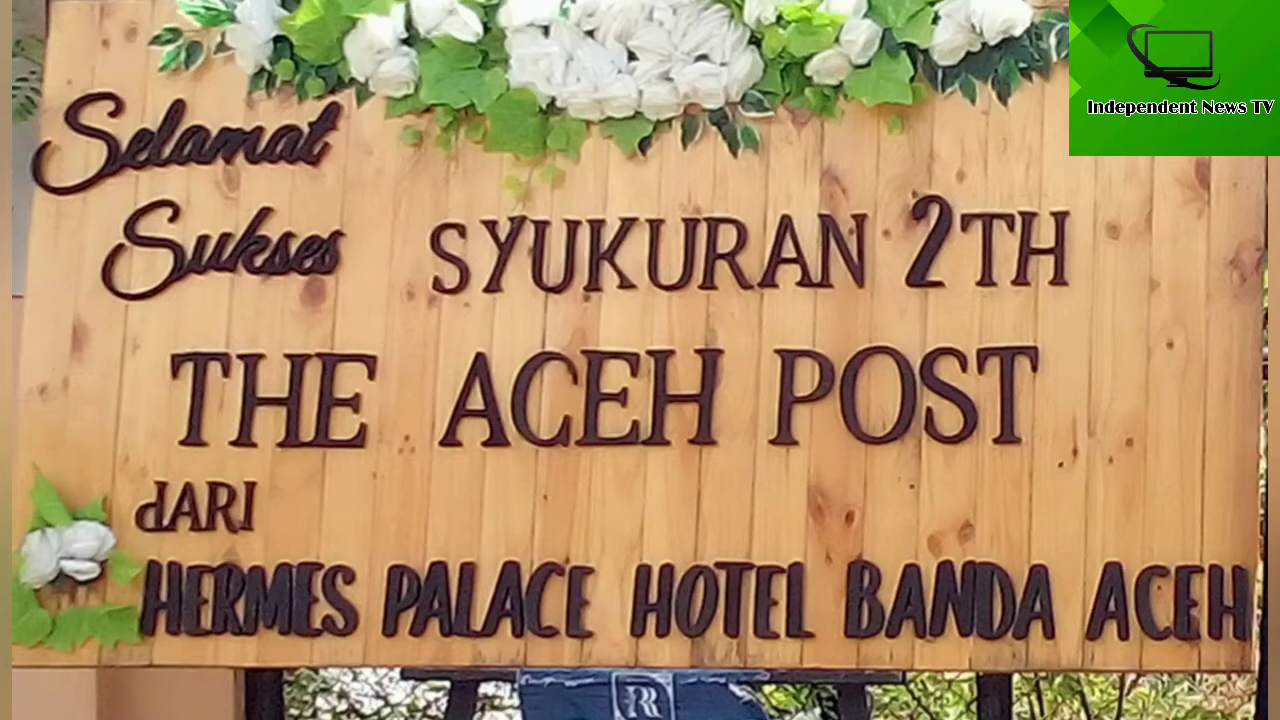 Independent News TV
Selamat
Sukses SYUKURAN 2TH
THE ACEH POST
dARI
HERMES PALACE HOTEL BANDA ACEH